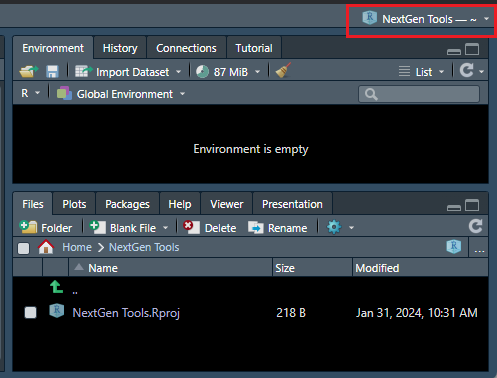 NextGen Tools — ~
Environment History Connections Tutorial
Import Dataset 87 MiB List
R Global Environment
Environment is empty
Files Plots Packages Help Viewer Presentation
Folder Blank File Delete Rename
Home NextGen Tools R ...
Name Size Modified
..
NextGen Tools.Rproj 218 B Jan 31, 2024, 10:31 AM